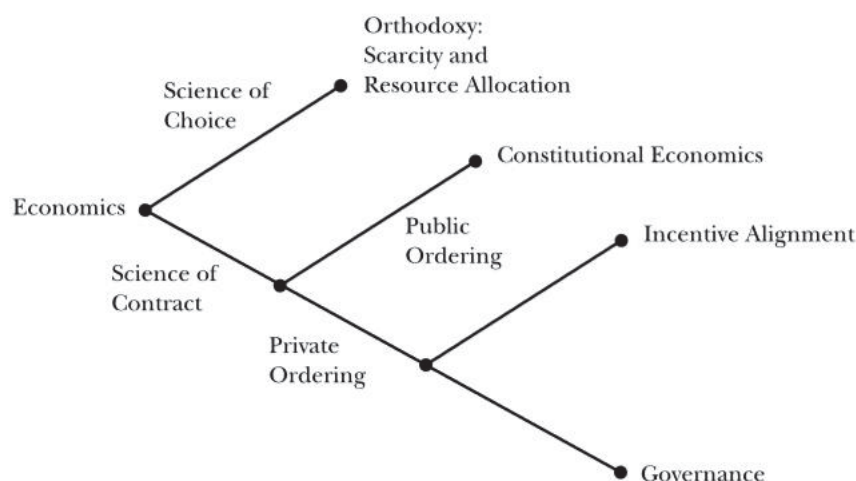 Orthodoxy:
Scarcity and
Resource Allocation
Science of
Choice
Constitutional Economics
Economics
Public
Ordering
Incentive Alignment
Science of
Contract
Private
Ordering
Governance